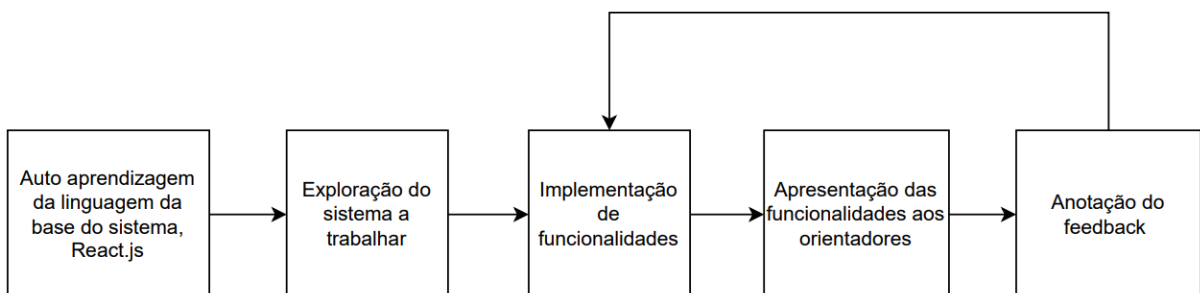 Auto aprendizagem
da linguagem da
base do sistema,
React.js
Exploração do
sistema a
trabalhar
Implementação
de
funcionalidades
Apresentação das
funcionalidades aos
orientadores
Anotação do
feedback